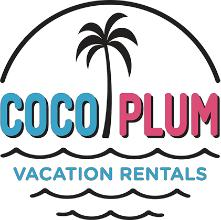 COCO PLUM
VACATION RENTALS